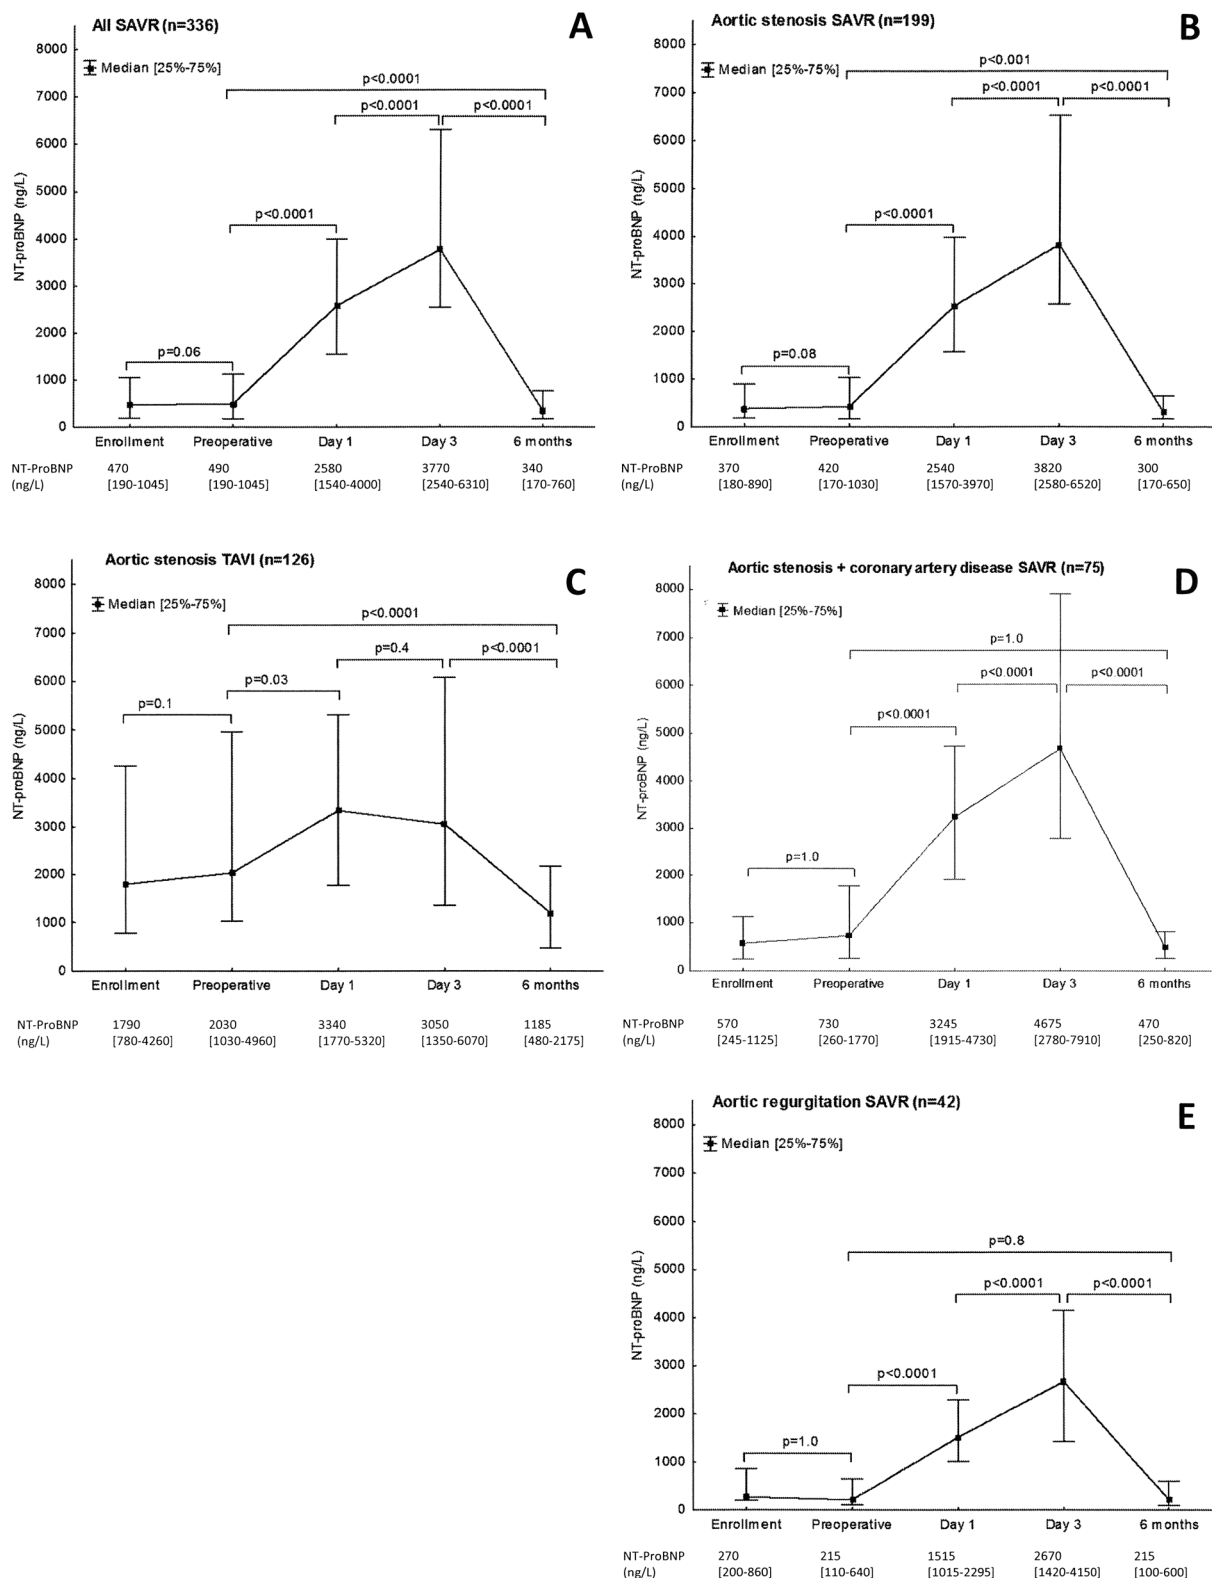 All SAVR (n=336)
A
Median [25%-75%]
p<0.0001
p<0.0001
p<0.0001
p<0.0001
p=0.06
NT-proBNP (ng/L)
8000
7000
6000
5000
4000
3000
2000
1000
0
Enrollment Preoperative Day 1 Day 3 6 months
NT-ProBNP 470 490 2580 3770 340
(ng/L) [190-1045] [190-1045] [1540-4000] [2540-6310] [170-760]
Aortic stenosis SAVR (n=199)
B
Median [25%-75%]
p<0.001
p<0.0001
p<0.0001
p<0.0001
p=0.08
NT-proBNP (ng/L)
8000
7000
6000
5000
4000
3000
2000
1000
0
Enrollment Preoperative Day 1 Day 3 6 months
NT-ProBNP 370 420 2540 3820 300
(ng/L) [180-890] [170-1030] [1570-3970] [2580-6520] [170-650]
Aortic stenosis TAVI (n=126)
C
Median [25%-75%]
p<0.0001
p=0.4
p<0.0001
p=0.03
p=0.1
NT-proBNP (ng/L)
8000
7000
6000
5000
4000
3000
2000
1000
0
Enrollment Preoperative Day 1 Day 3 6 months
NT-ProBNP 1790 2030 3340 3050 1185
(ng/L) [780-4260] [1030-4960] [1770-5320] [1350-6070] [480-2175]
Aortic stenosis + coronary artery disease SAVR (n=75)
D
Median [25%-75%]
p=1.0
p<0.0001
p<0.0001
p<0.0001
p=1.0
NT-proBNP (ng/L)
8000
7000
6000
5000
4000
3000
2000
1000
0
Enrollment Preoperative Day 1 Day 3 6 months
NT-ProBNP 570 730 3245 4675 470
(ng/L) [245-1125] [260-1770] [1915-4730] [2780-7910] [250-820]
Aortic regurgitation SAVR (n=42)
E
Median [25%-75%]
p=0.8
p<0.0001
p<0.0001
p<0.0001
p=1.0
NT-proBNP (ng/L)
8000
7000
6000
5000
4000
3000
2000
1000
0
Enrollment Preoperative Day 1 Day 3 6 months
NT-ProBNP 270 215 1515 2670 215
(ng/L) [200-860] [110-640] [1015-2295] [1420-4150] [100-600]